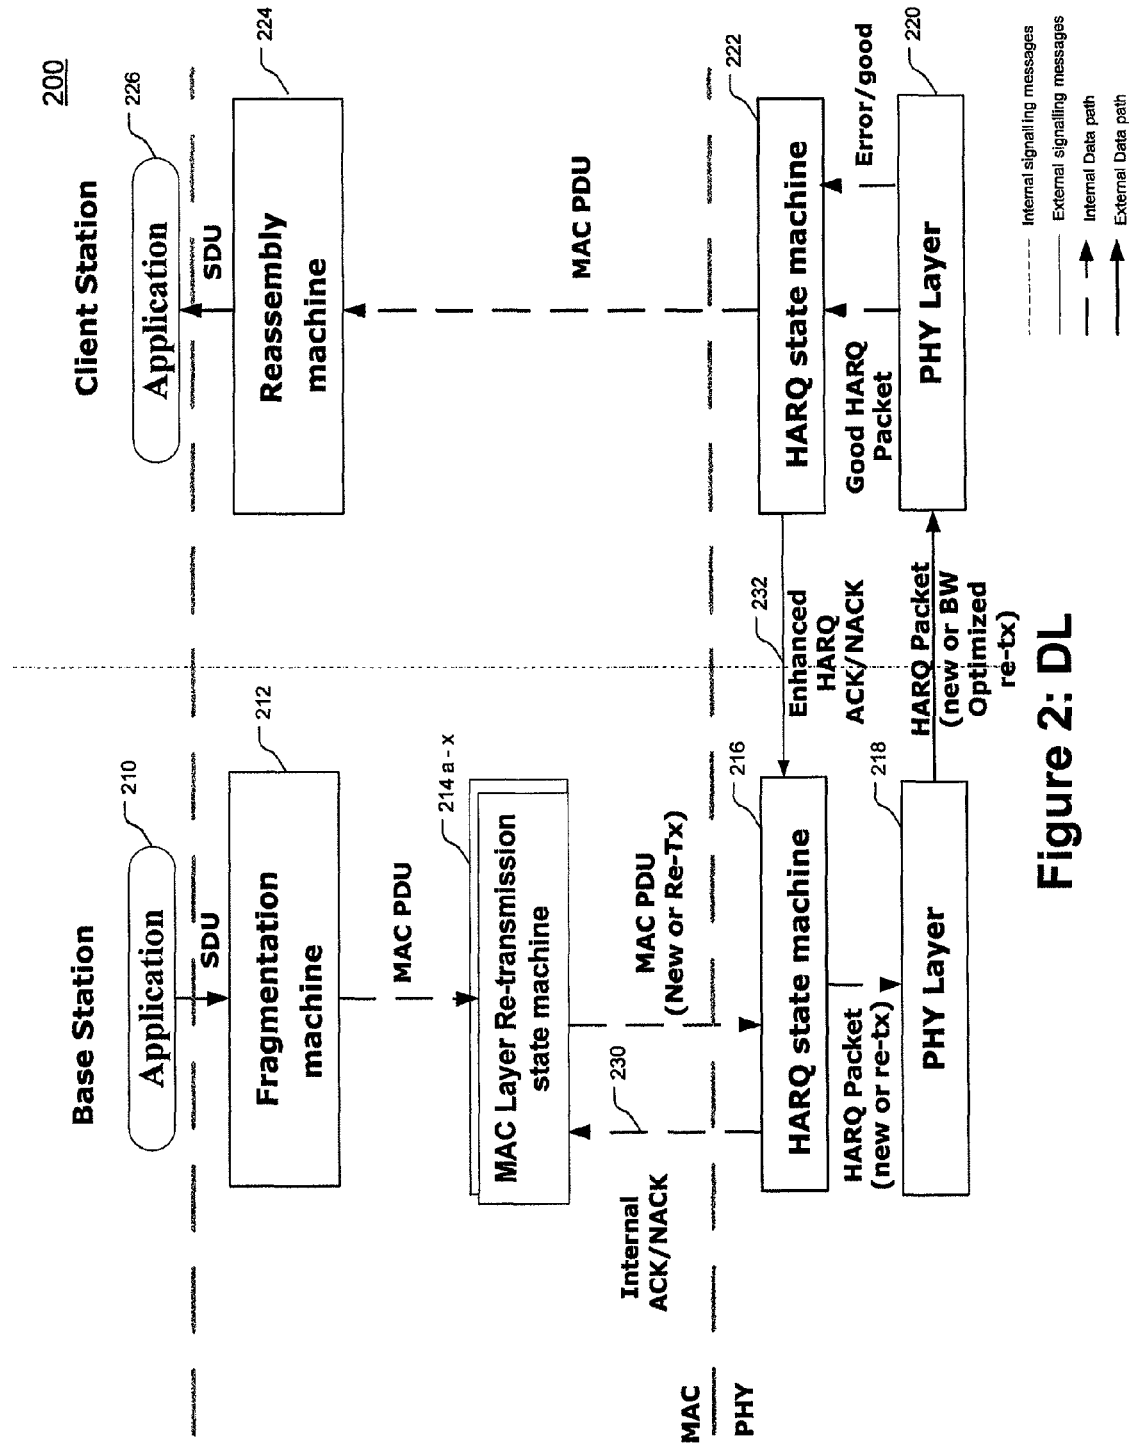 200
Base Station
Client Station
210
Application
226
Application
SDU
SDU
212
Fragmentation
machine
224
Reassembly
machine
MAC PDU
214 a - x
MAC Layer Re-transmission
state machine
MAC PDU
Internal
ACK/NACK
230
MAC PDU
(New or Re-Tx)
MAC
PHY
216
HARQ state machine
232
Enhanced
HARQ
ACK/NACK
222
HARQ state machine
HARQ Packet
(new or re-tx)
Good HARQ
Packet
Error/good
218
PHY Layer
HARQ Packet
(new or BW
Optimized
re-tx)
220
PHY Layer
Internal signalling messages
External signalling messages
Internal Data path
External Data path
Figure 2: DL